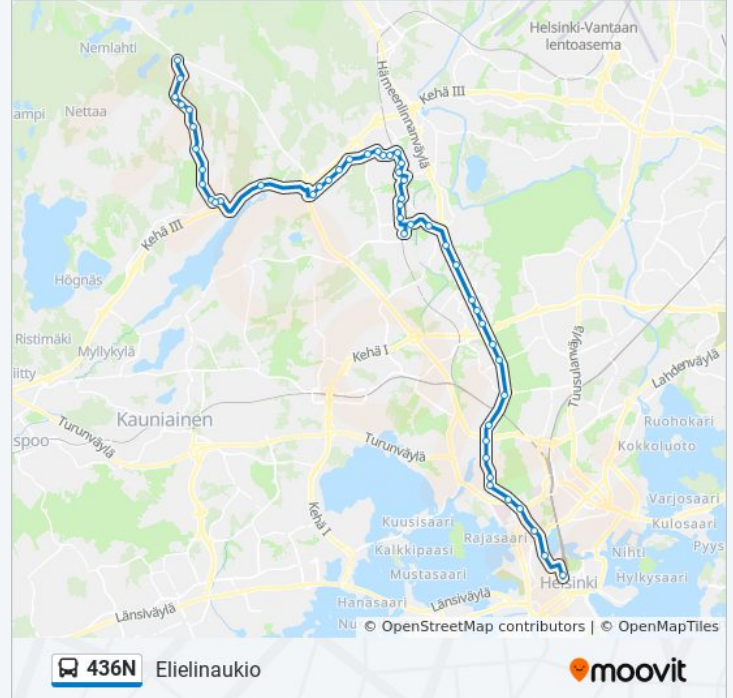 Nemlahti
Helsinki-Vantaan
lentoasema
Hämeenlinnanväylä
Kehä III
ampi
Nettaa
Kehä III
Högnäs
Ristimäki
Myllykylä
iitty
Kehä I
Tuusulanväylä
Lahdenväylä
Kauniainen
Turunväylä
spoo
Turunväylä
Ruohokari
Kokkoluoto
Kehä I
Varjosaari
Kuusisaari
Kulosaari
Rajasaari
Kalkkipaasi
Nihti
Pyys
Mustasaari
Helsinki
Hylkysaari
Hanasaari
Länsiväylä
Länsiväylä
Nu
© OpenStreetMap contributors | © OpenMapTiles
436N
Elielinaukio
moovit